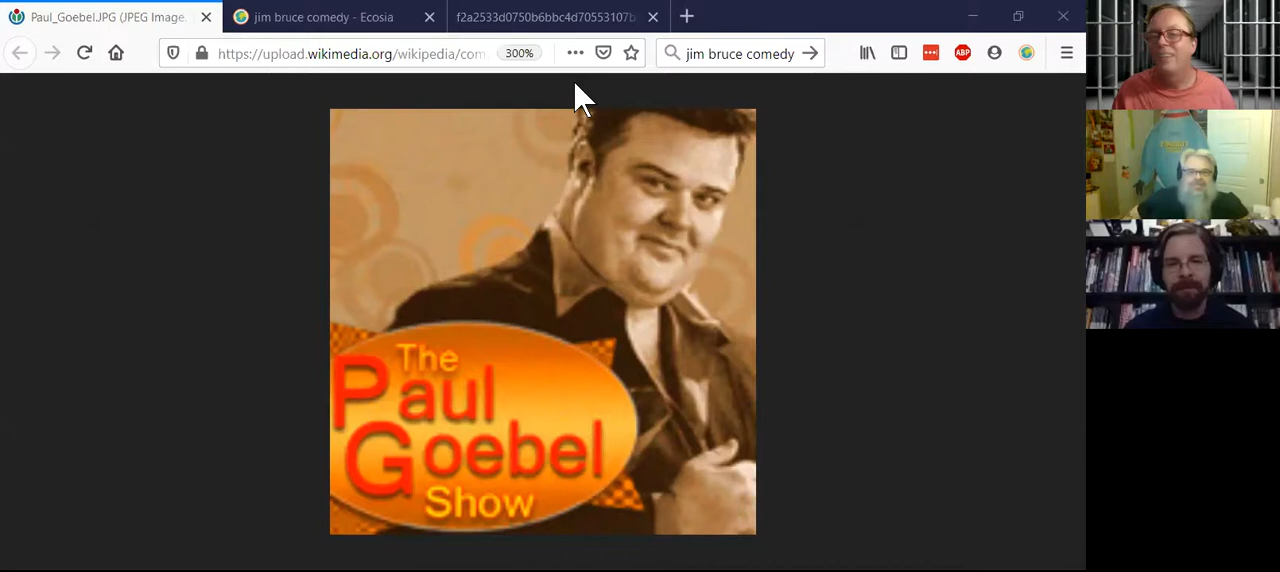 Paul_Goebel.JPG (JPEG Image,
jim bruce comedy - Ecosia
f2a2533d0750b6bbc4d70553107b
https://upload.wikimedia.org/wikipedia/com
300%
jim bruce comedy
ABP
The
Paul
Goebel
Show